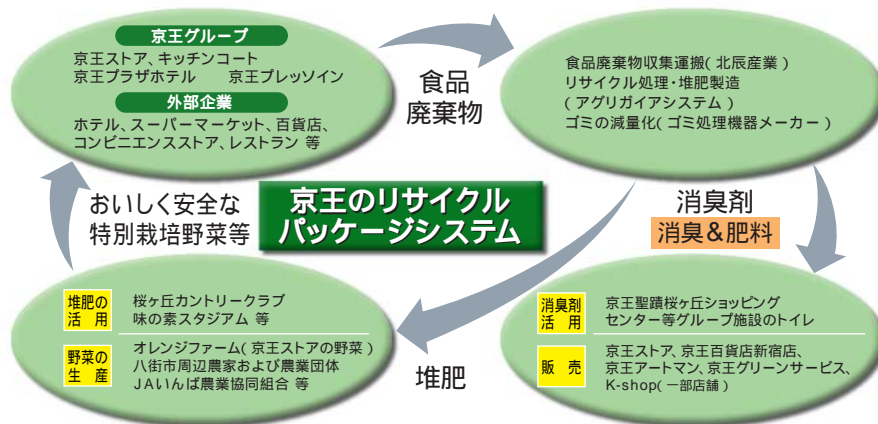 京王グループ
京王ストア、キッチンコート
京王プラザホテル　京王プレッソイン
外部企業
ホテル、スーパーマーケット、百貨店、
コンビニエンスストア、レストラン 等
食品
廃棄物
食品廃棄物収集運搬(北辰産業)
リサイクル処理・堆肥製造
(アグリガイアシステム)
ゴミの減量化(ゴミ処理機器メーカー)
おいしく安全な
特別栽培野菜等
京王のリサイクル
パッケージシステム
消臭剤
消臭&肥料
堆肥の
活用
桜ヶ丘カントリークラブ
味の素スタジアム 等
野菜の
生産
オレンジファーム(京王ストアの野菜)
八街市周辺農家および農業団体
JAいんば農業協同組合 等
堆肥
消臭剤
活用
京王聖蹟桜ヶ丘ショッピング
センター等グループ施設のトイレ
販売
京王ストア、京王百貨店新宿店、
京王アートマン、京王グリーンサービス、
K-shop(一部店舗)